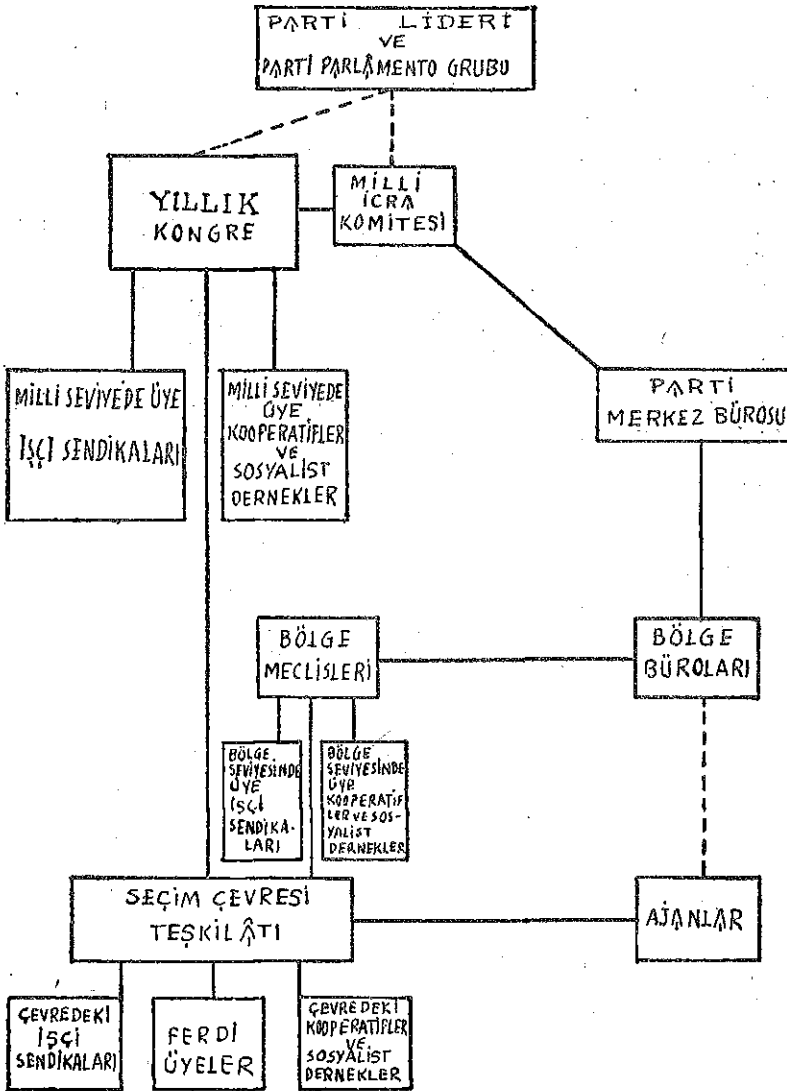 PARTİ LİDERİ
VE
PARTİ PARLÂMENTO GRUBU
YILLIK
KONGRE
MİLLİ
İCRA
KOMİTESİ
MİLLİ SEVİYEDE ÜYE
İŞÇİ SENDİKALARI
MİLLİ SEVİYEDE
ÜYE
KOOPERATİFLER
VE
SOSYALİST
DERNEKLER
PARTİ
MERKEZ BÜROSU
BÖLGE
MECLİSLERİ
BÖLGE
BÜROLARI
BÖLGE
SEVİYESİNDE
ÜYE
İŞÇİ
SENDİKA-
LARI
BÖLGE
SEVİYESİNDE
ÜYE
KOOPERATİF
LER VE SOS-
YALİST
DERNEKLER
SEÇİM ÇEVRESİ
TEŞKİLÂTI
AJANLAR
ÇEVREDEKİ
İŞÇİ
SENDİKALARI
FERDİ
ÜYELER
ÇEVREDEKİ
KOOPERATİFLER
VE
SOSYALİST
DERNEKLER